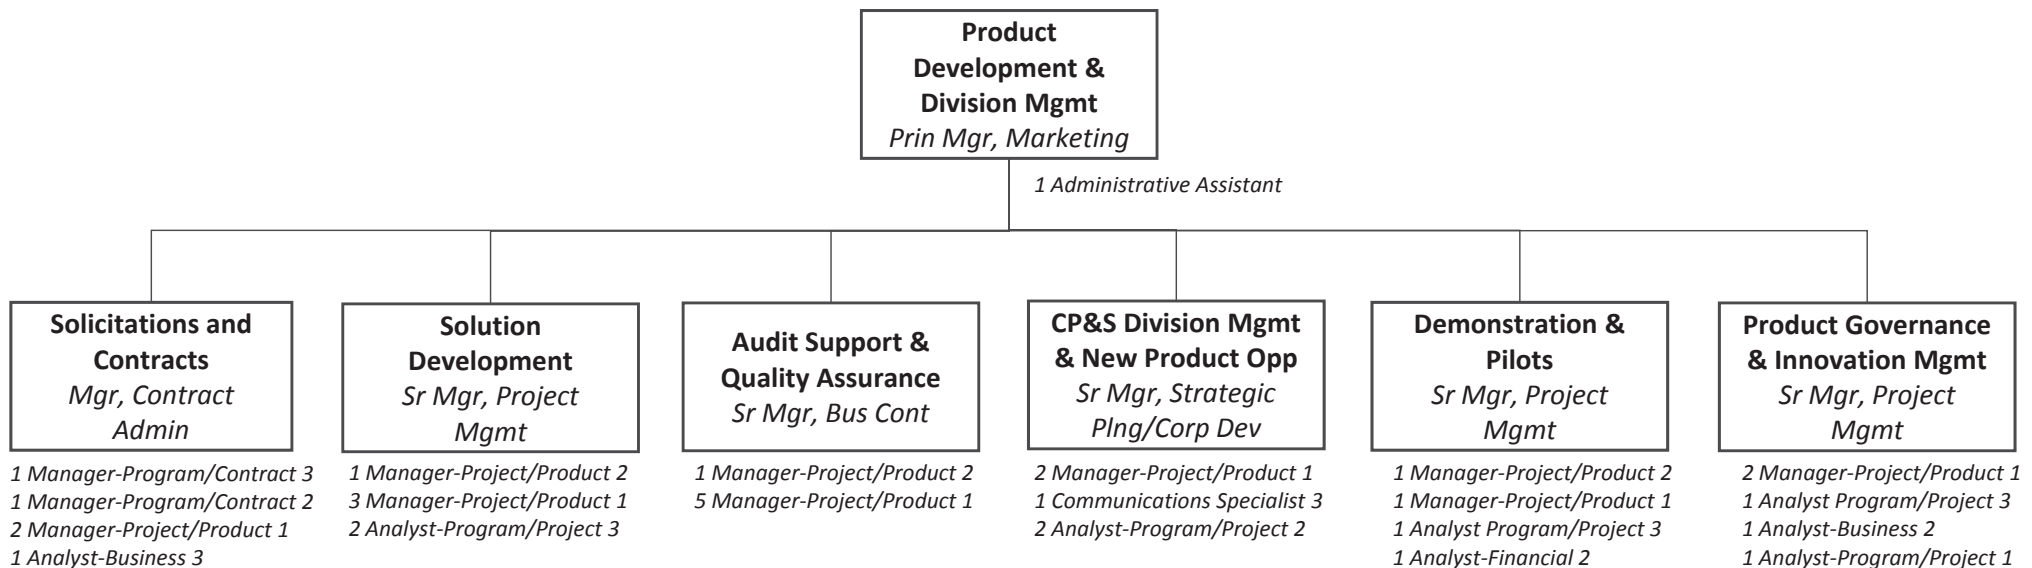 Product
Development &
Division Mgmt
Prin Mgr, Marketing
1 Administrative Assistant
Solicitations and
Contracts
Mgr, Contract
Admin
1 Manager-Program/Contract 3
1 Manager-Program/Contract 2
2 Manager-Project/Product 1
1 Analyst-Business 3
Solution
Development
Sr Mgr, Project
Mgmt
1 Manager-Project/Product 2
3 Manager-Project/Product 1
2 Analyst-Program/Project 3
Audit Support &
Quality Assurance
Sr Mgr, Bus Cont
1 Manager-Project/Product 2
5 Manager-Project/Product 1
CP&S Division Mgmt
& New Product Opp
Sr Mgr, Strategic
Plng/Corp Dev
2 Manager-Project/Product 1
1 Communications Specialist 3
2 Analyst-Program/Project 2
Demonstration &
Pilots
Sr Mgr, Project
Mgmt
1 Manager-Project/Product 2
1 Manager-Project/Product 1
1 Analyst Program/Project 3
1 Analyst-Financial 2
Product Governance
& Innovation Mgmt
Sr Mgr, Project
Mgmt
2 Manager-Project/Product 1
1 Analyst Program/Project 3
1 Analyst-Business 2
1 Analyst-Program/Project 1